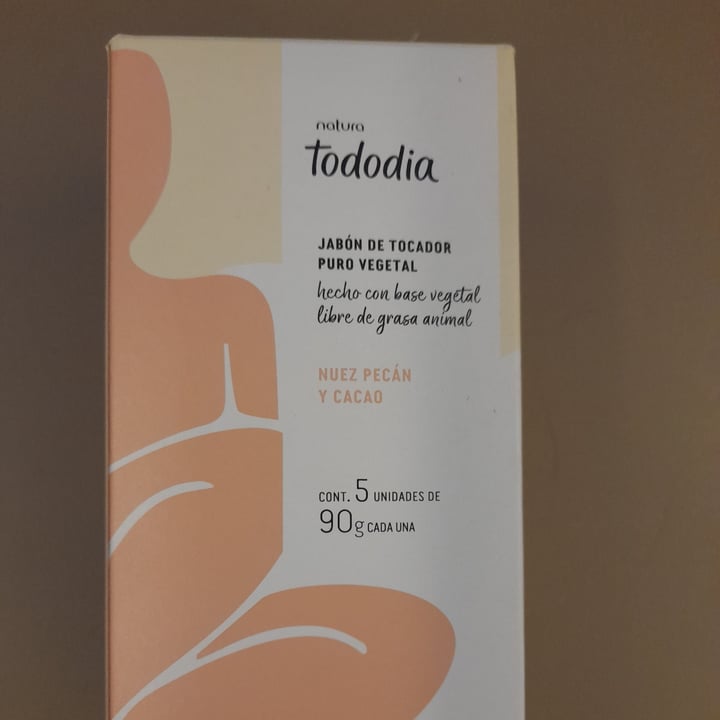 natura
tododia
JABÓN DE TOCADOR
PURO VEGETAL
hecho con base vegetal
libre de grasa animal
NUEZ PECÁN
Y CACAO
CONT. 5 UNIDADES DE
90g CADA UNA